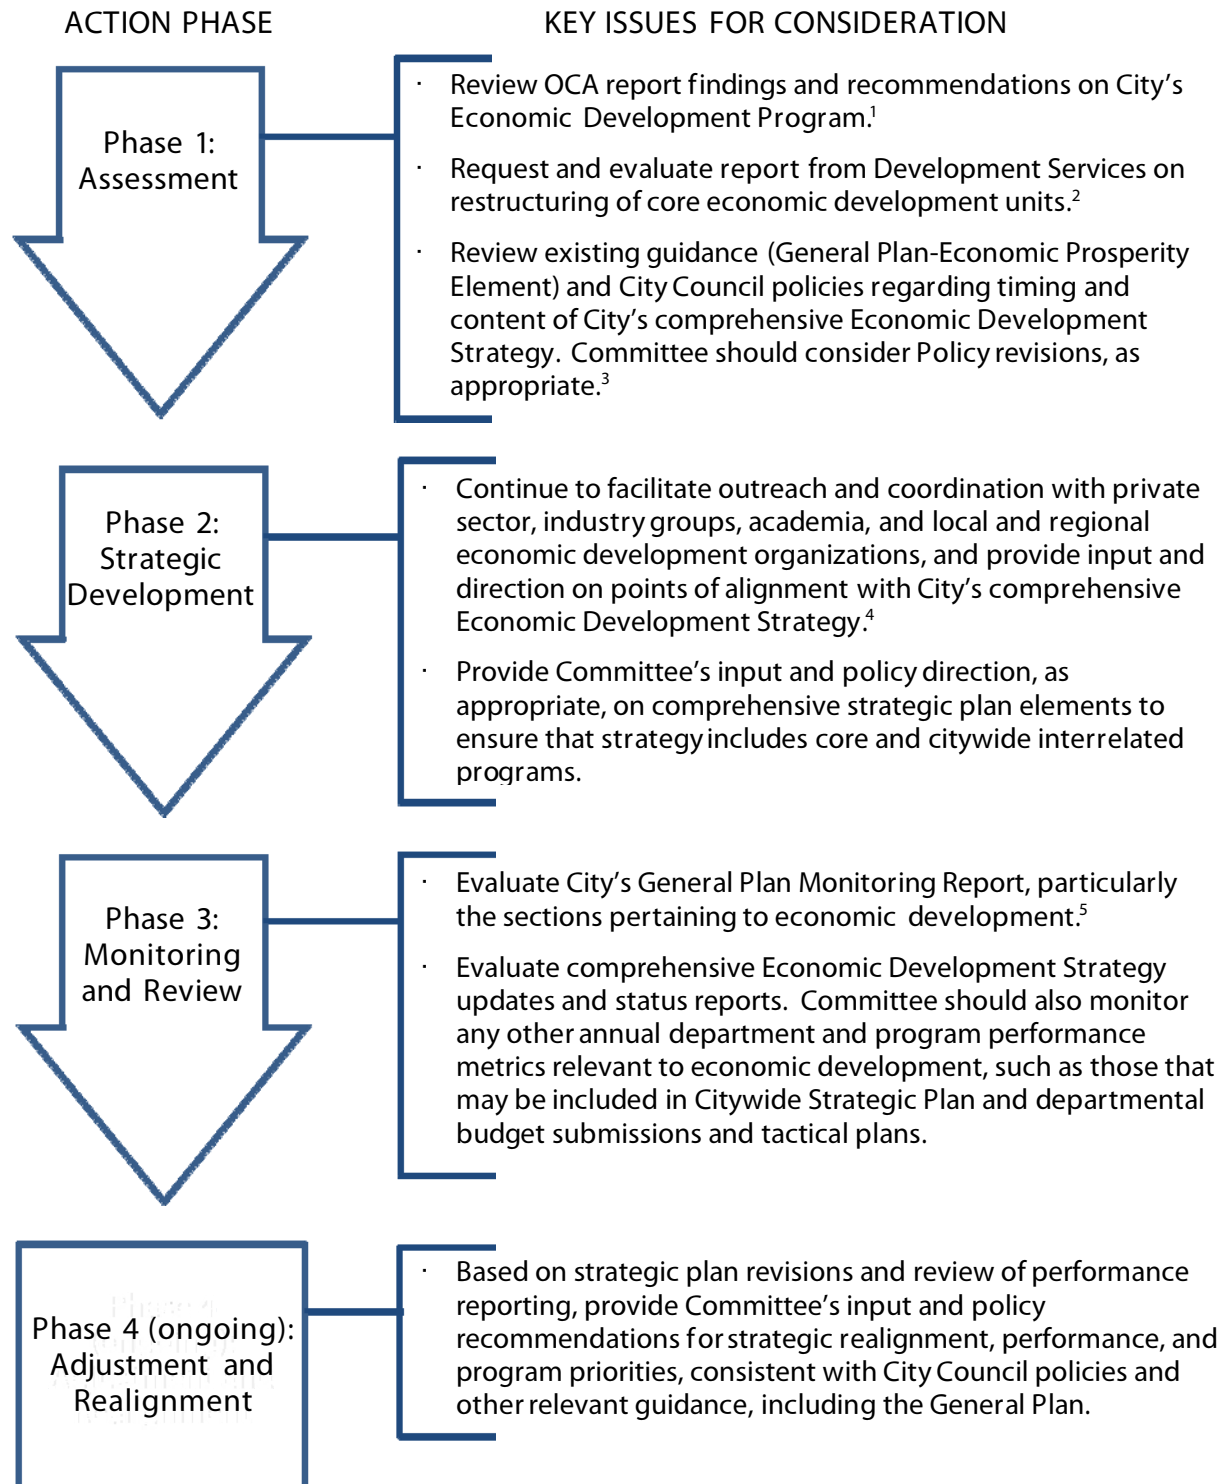 ACTION PHASE
KEY ISSUES FOR CONSIDERATION
Phase 1:
Assessment
· Review OCA report findings and recommendations on City's
Economic Development Program.¹
· Request and evaluate report from Development Services on
restructuring of core economic development units.²
· Review existing guidance (General Plan-Economic Prosperity
Element) and City Council policies regarding timing and
content of City's comprehensive Economic Development
Strategy. Committee should consider Policy revisions, as
appropriate.³
Phase 2:
Strategic
Development
· Continue to facilitate outreach and coordination with private
sector, industry groups, academia, and local and regional
economic development organizations, and provide input and
direction on points of alignment with City's comprehensive
Economic Development Strategy.⁴
· Provide Committee's input and policy direction, as
appropriate, on comprehensive strategic plan elements to
ensure that strategy includes core and citywide interrelated
programs.
Phase 3:
Monitoring
and Review
· Evaluate City's General Plan Monitoring Report, particularly
the sections pertaining to economic development.⁵
· Evaluate comprehensive Economic Development Strategy
updates and status reports. Committee should also monitor
any other annual department and program performance
metrics relevant to economic development, such as those that
may be included in Citywide Strategic Plan and departmental
budget submissions and tactical plans.
Phase 4 (ongoing):
Adjustment and
Realignment
· Based on strategic plan revisions and review of performance
reporting, provide Committee's input and policy
recommendations for strategic realignment, performance, and
program priorities, consistent with City Council policies and
other relevant guidance, including the General Plan.